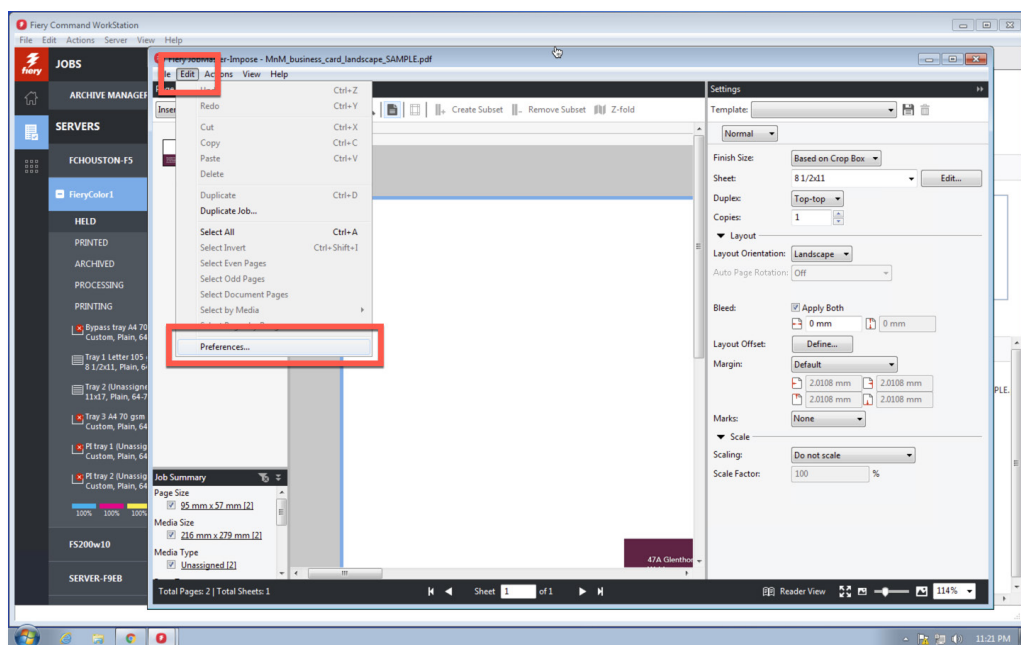 Fiery Command WorkStation
File Edit Actions Server View Help
fiery
JOBS
ARCHIVE MANAGER
SERVERS
FCHOUSTON-F5
FieryColor1
HELD
PRINTED
ARCHIVED
PROCESSING
PRINTING
Bypass tray A4 70
Custom, Plain, 64
Tray 1 Letter 105
8 1/2x11, Plain, 64
Tray 2 (Unassigne
11x17, Plain, 64-7
Tray 3 A4 70 gsm
Custom, Plain, 64
PI tray 1 (Unassig
Custom, Plain, 64
PI tray 2 (Unassig
Custom, Plain, 64
100% 100% 100%
FS200w10
SERVER-F9EB
Fiery JobMaster-Impose - MnM_business_card_landscape_SAMPLE.pdf
File Edit Actions View Help
Ctrl+Z
Redo Ctrl+Y
Cut Ctrl+X
Copy Ctrl+C
Paste Ctrl+V
Delete
Duplicate Ctrl+D
Duplicate Job...
Select All Ctrl+A
Select Invert Ctrl+Shift+I
Select Even Pages
Select Odd Pages
Select Document Pages
Select by Media
Preferences...
Create Subset Remove Subset Z-fold
Job Summary
Page Size
95 mm x 57 mm [2]
Media Size
216 mm x 279 mm [2]
Media Type
Unassigned [2]
47A Glenthor
Total Pages: 2 | Total Sheets: 1
Sheet 1 of 1
Reader View
114%
Settings
Template:
Normal
Finish Size: Based on Crop Box
Sheet: 8 1/2x11 Edit...
Duplex: Top-top
Copies: 1
Layout
Layout Orientation: Landscape
Auto Page Rotation: Off
Bleed: Apply Both
0 mm 0 mm
Layout Offset: Define...
Margin: Default
2.0108 mm 2.0108 mm
2.0108 mm 2.0108 mm
Marks: None
Scale
Scaling: Do not scale
Scale Factor: 100 %
PLE.
11:21 PM